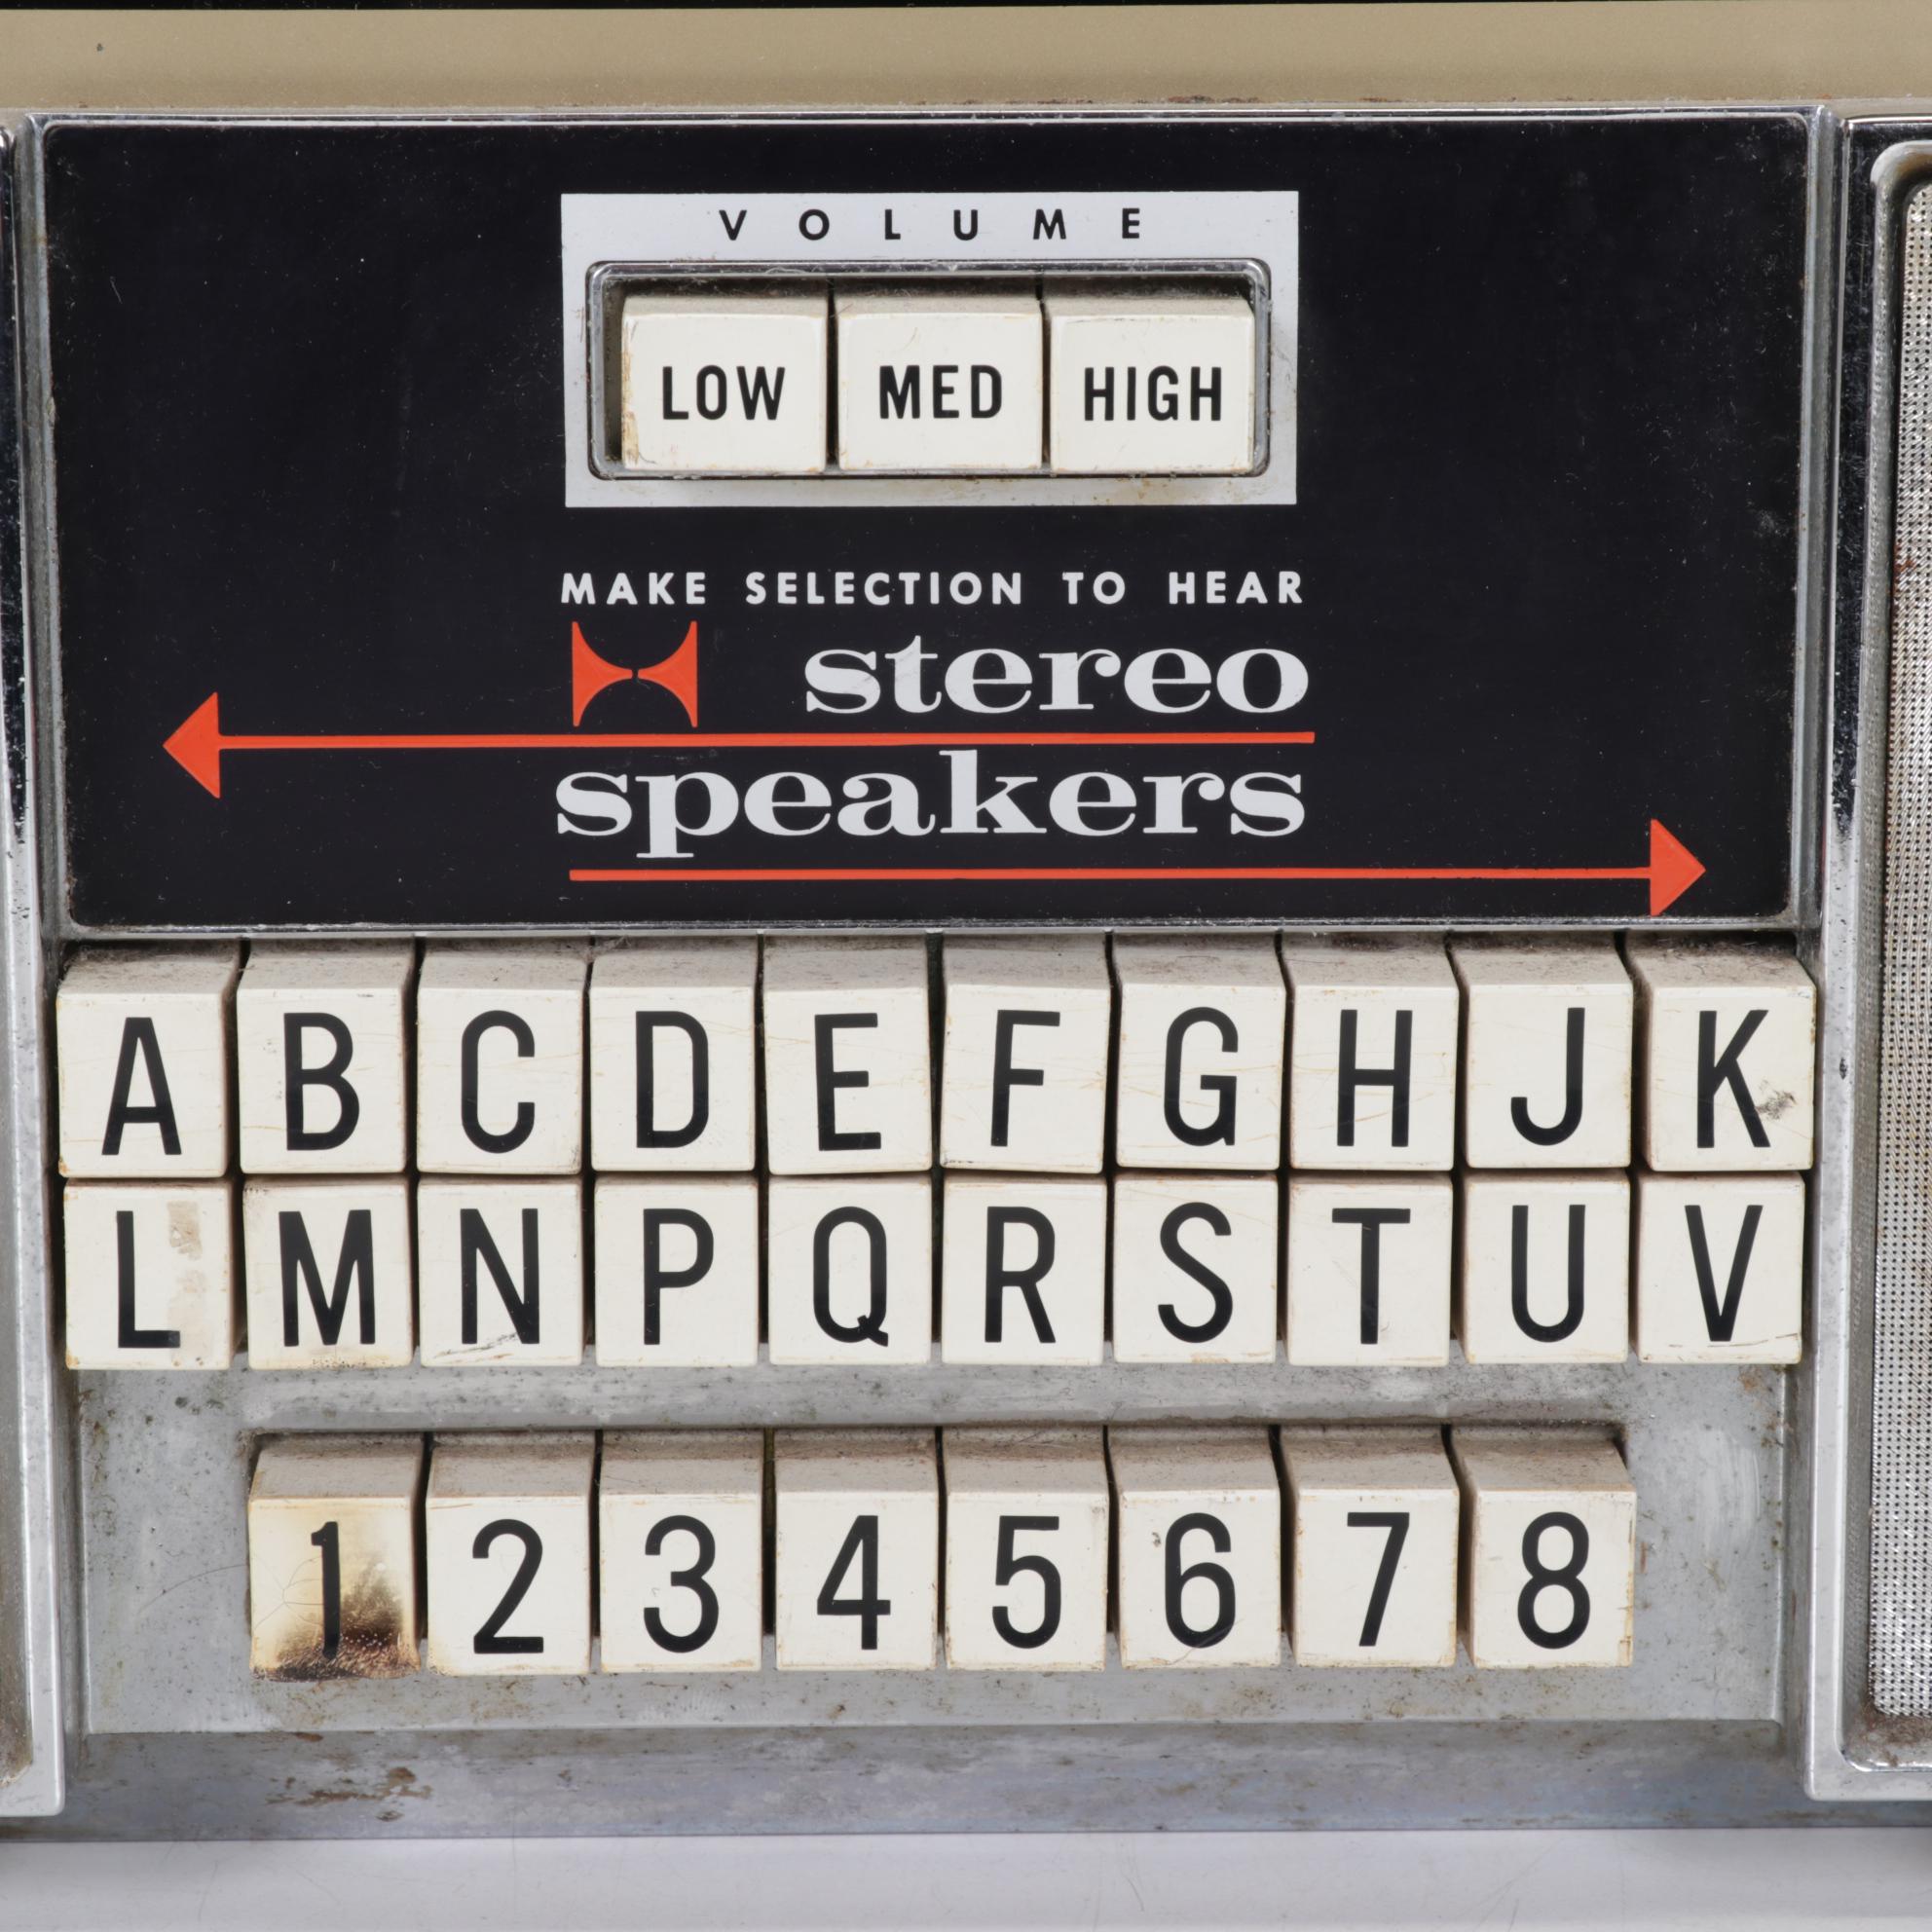 VOLUME
LOW MED HIGH
MAKE SELECTION TO HEAR
stereo
speakers
A B C D E F G H J K
L M N P Q R S T U V
1 2 3 4 5 6 7 8